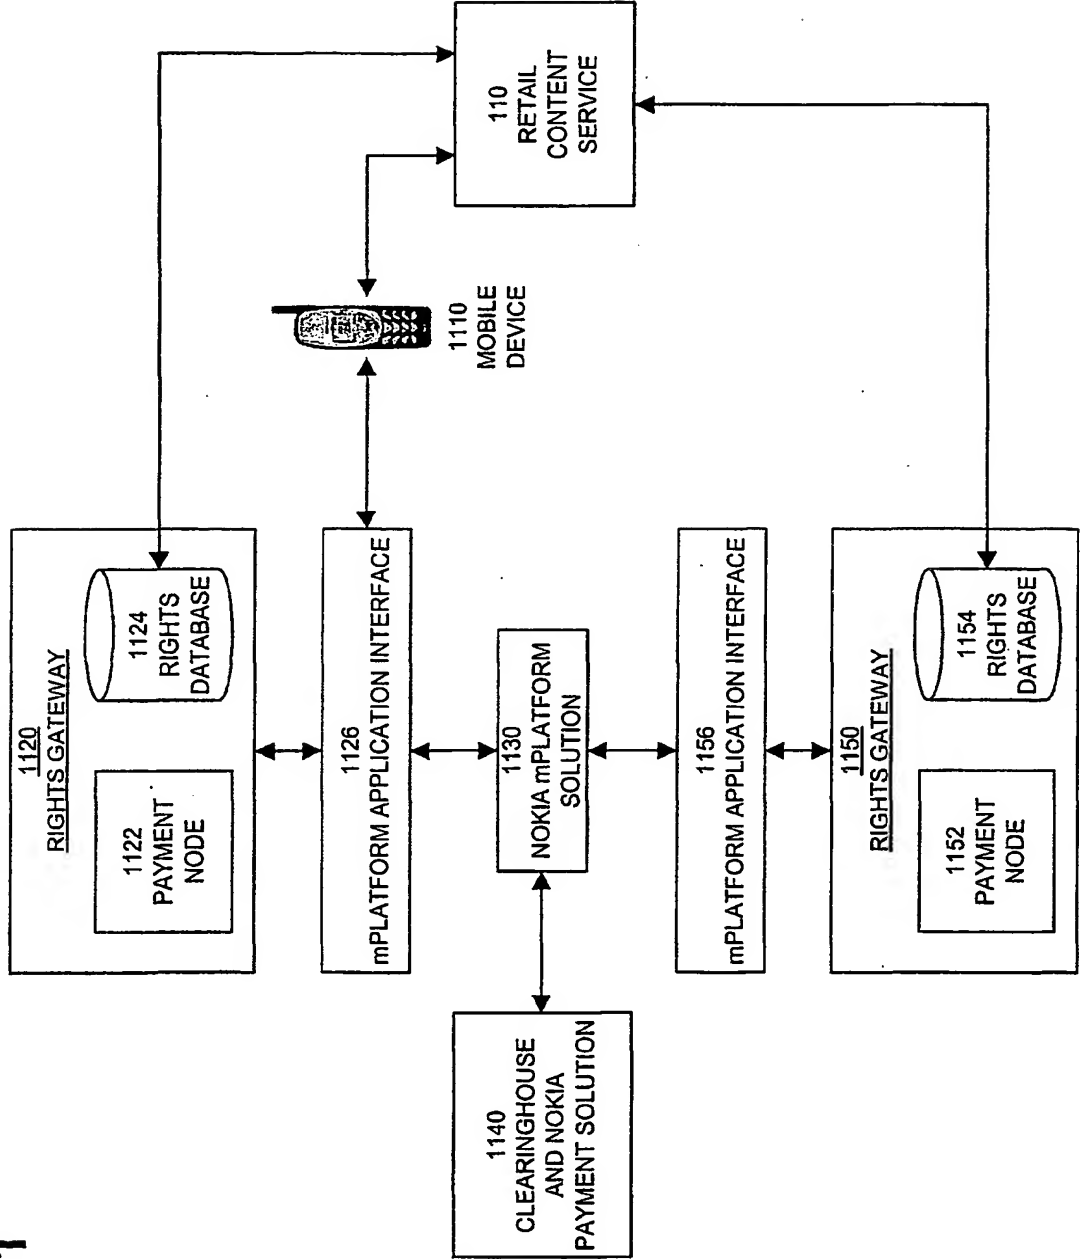 1120
RIGHTS GATEWAY
1122
PAYMENT
NODE
1124
RIGHTS
DATABASE
1126
mPLATFORM APPLICATION INTERFACE
1110
MOBILE
DEVICE
110
RETAIL
CONTENT
SERVICE
1140
CLEARINGHOUSE
AND NOKIA
PAYMENT SOLUTION
1130
NOKIA mPLATFORM
SOLUTION
1156
mPLATFORM APPLICATION INTERFACE
1150
RIGHTS GATEWAY
1152
PAYMENT
NODE
1154
RIGHTS
DATABASE